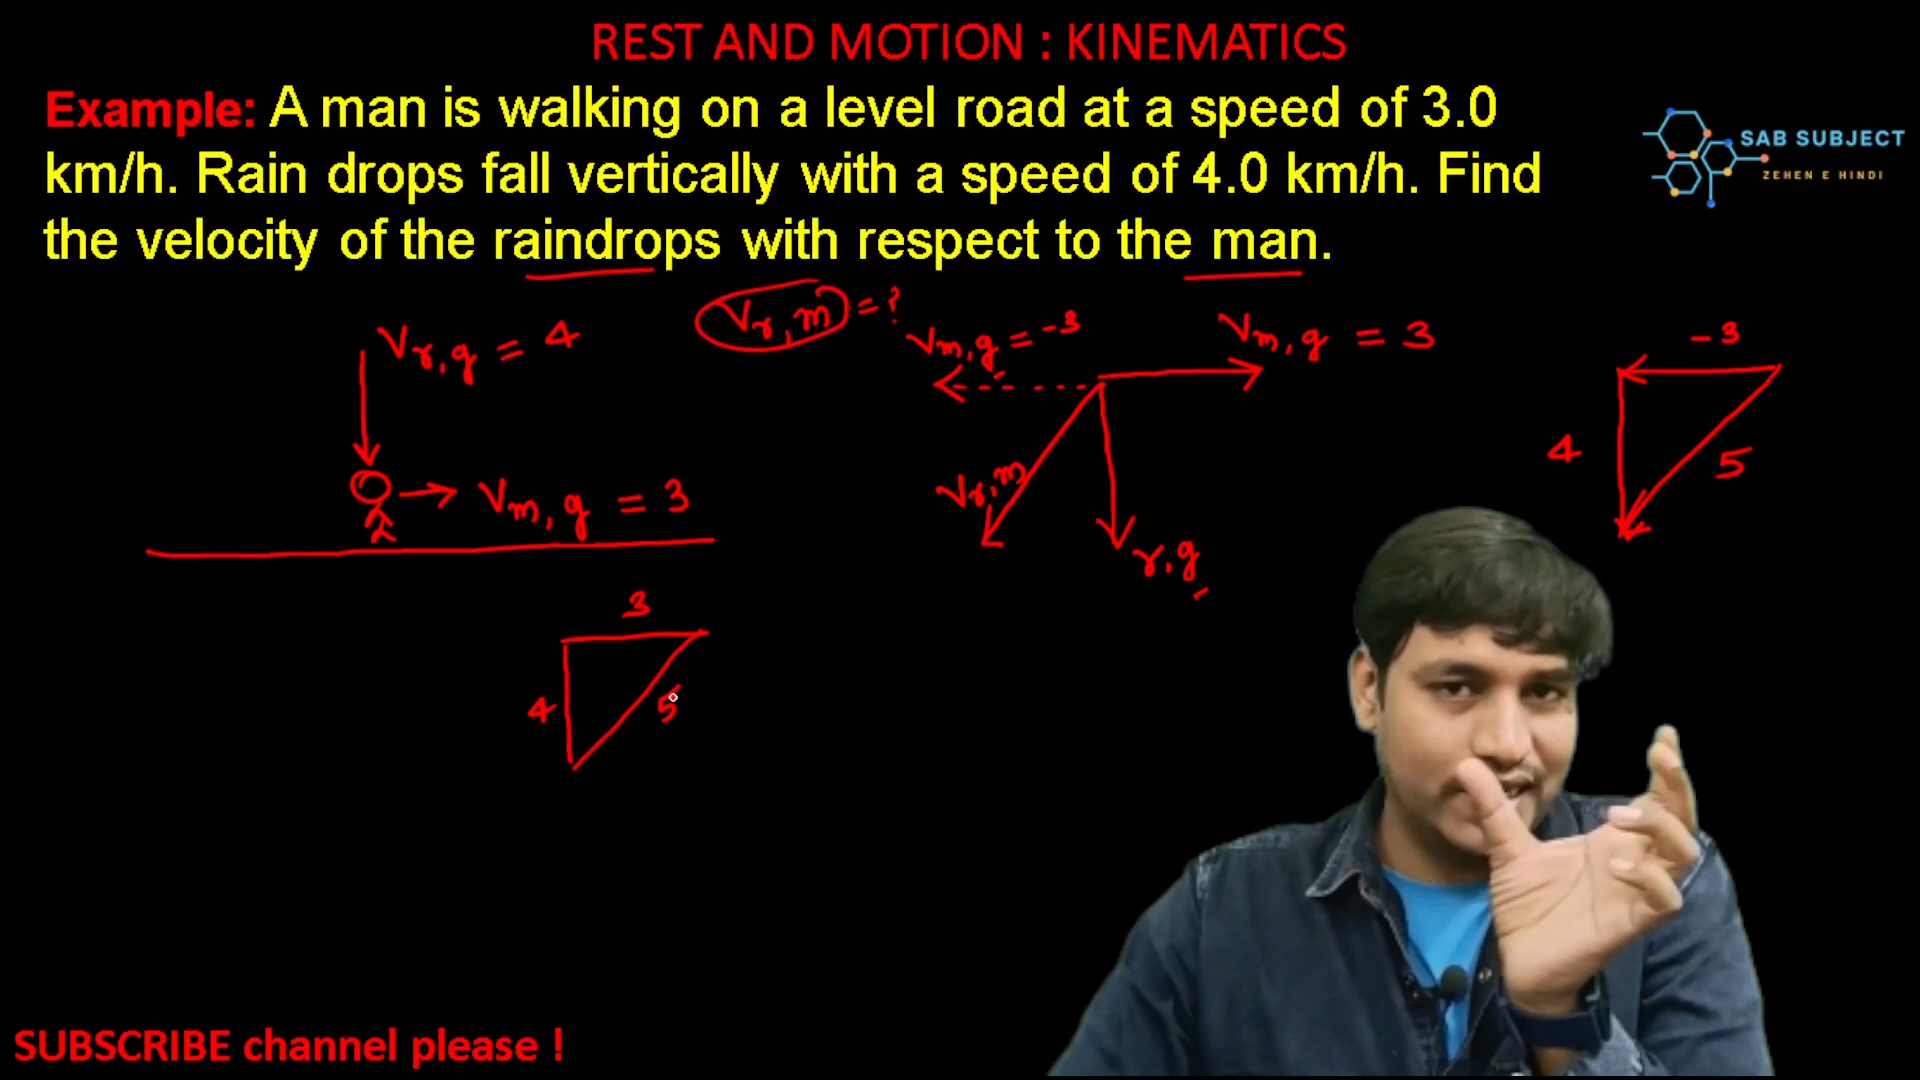 REST AND MOTION : KINEMATICS
Example: A man is walking on a level road at a speed of 3.0
km/h. Rain drops fall vertically with a speed of 4.0 km/h. Find
the velocity of the raindrops with respect to the man.
SAB SUBJECT
ZEHEN E HINDI
Vr,g = 4
Vr,m = ?
Vm,g = -3
Vm,g = 3
-3
4
5
Vr,m
r,g
Vm,g = 3
3
4
5
SUBSCRIBE channel please !